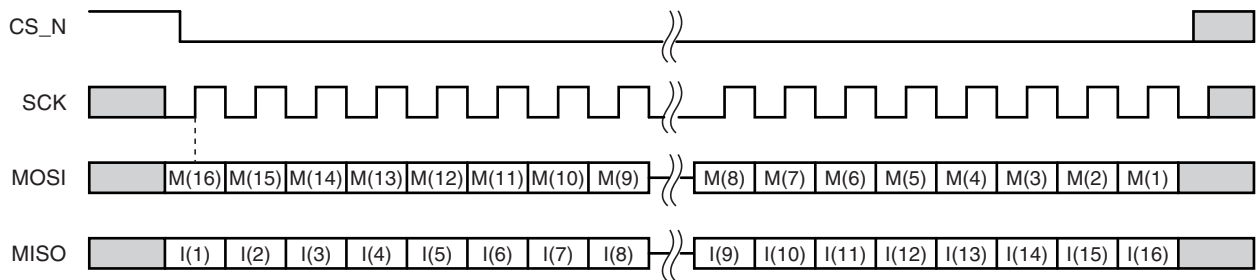 CS_N
SCK
MOSI M(16) M(15) M(14) M(13) M(12) M(11) M(10) M(9) M(8) M(7) M(6) M(5) M(4) M(3) M(2) M(1)
MISO I(1) I(2) I(3) I(4) I(5) I(6) I(7) I(8) I(9) I(10) I(11) I(12) I(13) I(14) I(15) I(16)